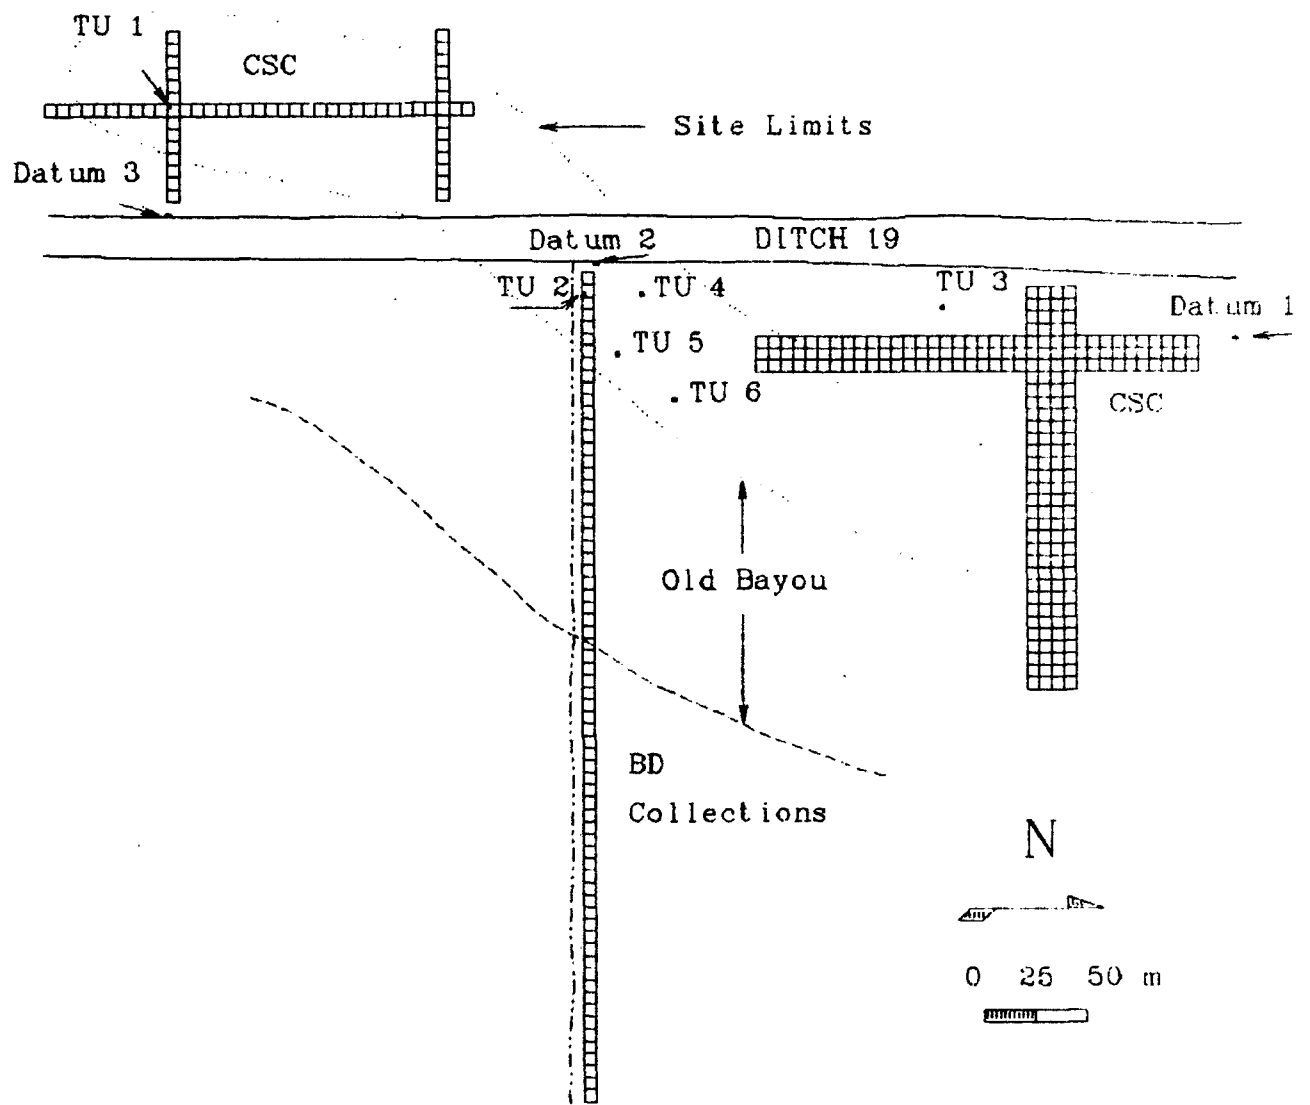 TU 1
CSC
Site Limits
Datum 3
Datum 2
DITCH 19
TU 2
TU 4
TU 3
Datum 1
TU 5
TU 6
CSC
Old Bayou
BD
Collections
N
0 25 50 m